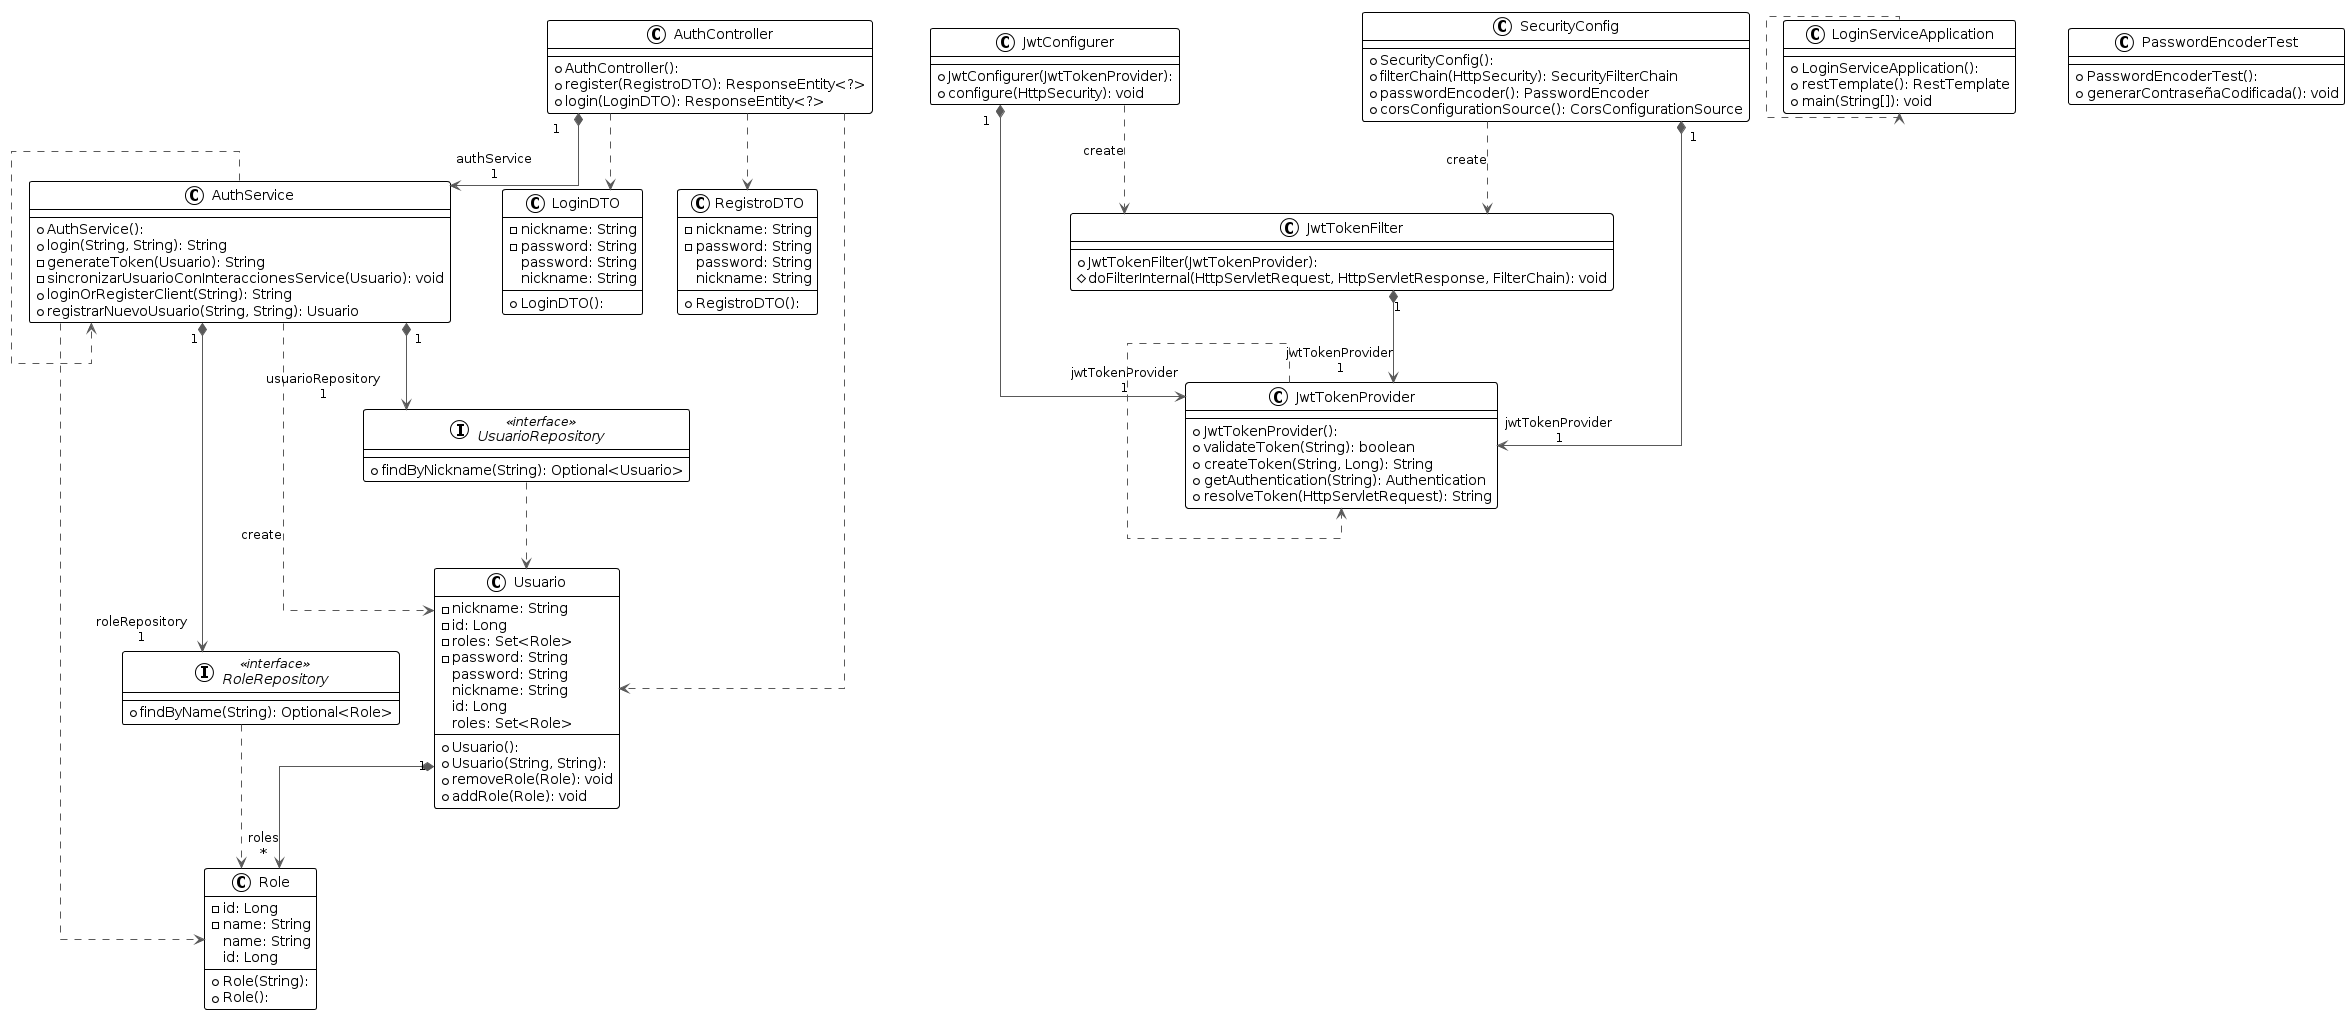 AuthController
AuthController():
register(RegistroDTO): ResponseEntity<?>
login(LoginDTO): ResponseEntity<?>
1
authService
1
AuthService
AuthService():
login(String, String): String
generateToken(Usuario): String
sincronizarUsuarioConInteraccionesService(Usuario): void
loginOrRegisterClient(String): String
registrarNuevoUsuario(String, String): Usuario
1
1
LoginDTO
nickname: String
password: String
password: String
nickname: String
LoginDTO():
RegistroDTO
nickname: String
password: String
password: String
nickname: String
RegistroDTO():
usuarioRepository
1
«interface»
UsuarioRepository
findByNickname(String): Optional<Usuario>
create
roleRepository
1
«interface»
RoleRepository
findByName(String): Optional<Role>
Usuario
nickname: String
id: Long
roles: Set<Role>
password: String
password: String
nickname: String
id: Long
roles: Set<Role>
Usuario():
Usuario(String, String):
removeRole(Role): void
addRole(Role): void
1
roles
*
Role
id: Long
name: String
name: String
id: Long
Role(String):
Role():
JwtConfigurer
JwtConfigurer(JwtTokenProvider):
configure(HttpSecurity): void
1
create
SecurityConfig
SecurityConfig():
filterChain(HttpSecurity): SecurityFilterChain
passwordEncoder(): PasswordEncoder
corsConfigurationSource(): CorsConfigurationSource
1
create
JwtTokenFilter
JwtTokenFilter(JwtTokenProvider):
doFilterInternal(HttpServletRequest, HttpServletResponse, FilterChain): void
1
jwtTokenProvider
1
jwtTokenProvider
1
jwtTokenProvider
1
JwtTokenProvider
JwtTokenProvider():
validateToken(String): boolean
createToken(String, Long): String
getAuthentication(String): Authentication
resolveToken(HttpServletRequest): String
LoginServiceApplication
LoginServiceApplication():
restTemplate(): RestTemplate
main(String[]): void
PasswordEncoderTest
PasswordEncoderTest():
generarContraseñaCodificada(): void